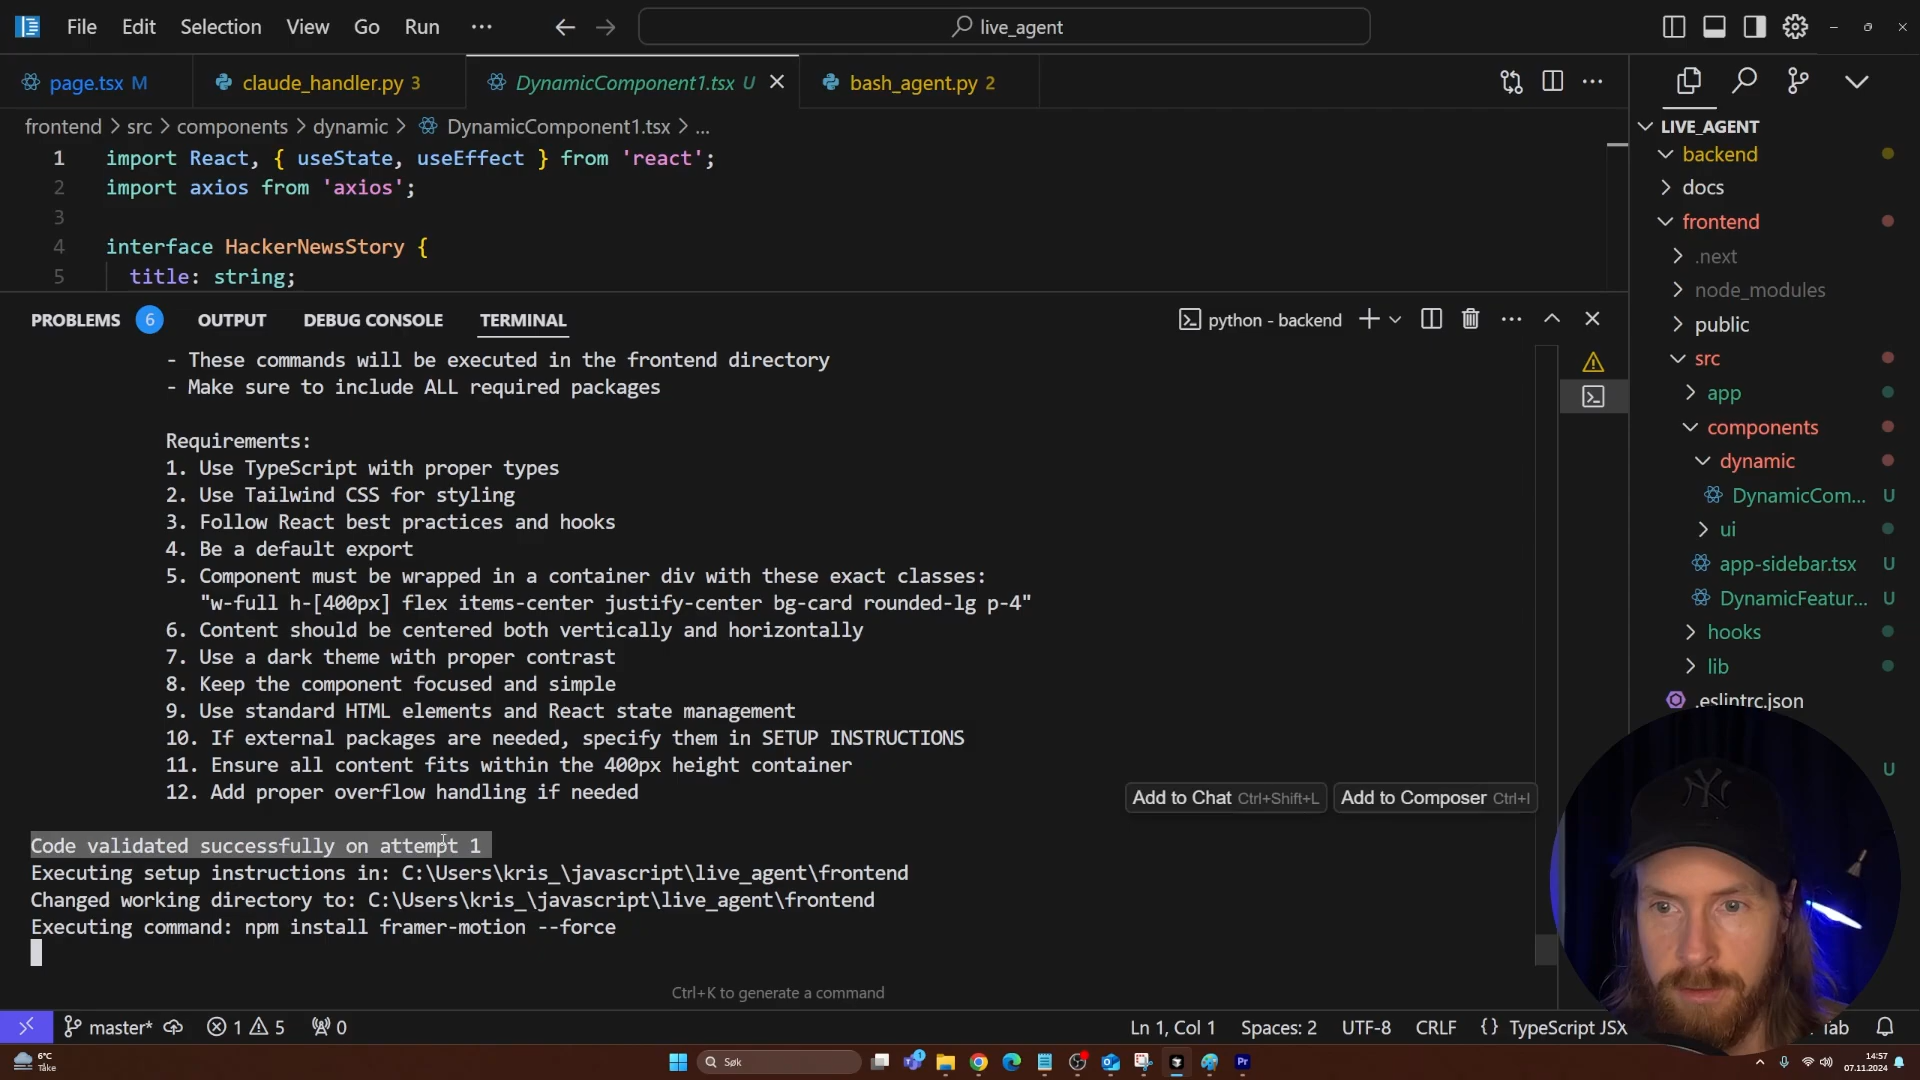 File Edit Selection View Go Run ··· live_agent
page.tsx M claude_handler.py 3 DynamicComponent1.tsx U bash_agent.py 2
frontend > src > components > dynamic > DynamicComponent1.tsx > ...
1 import React, { useState, useEffect } from 'react';
2 import axios from 'axios';
3
4 interface HackerNewsStory {
5 title: string;
PROBLEMS 6 OUTPUT DEBUG CONSOLE TERMINAL python - backend
- These commands will be executed in the frontend directory
- Make sure to include ALL required packages
Requirements:
1. Use TypeScript with proper types
2. Use Tailwind CSS for styling
3. Follow React best practices and hooks
4. Be a default export
5. Component must be wrapped in a container div with these exact classes:
"w-full h-[400px] flex items-center justify-center bg-card rounded-lg p-4"
6. Content should be centered both vertically and horizontally
7. Use a dark theme with proper contrast
8. Keep the component focused and simple
9. Use standard HTML elements and React state management
10. If external packages are needed, specify them in SETUP INSTRUCTIONS
11. Ensure all content fits within the 400px height container
12. Add proper overflow handling if needed
Add to Chat Ctrl+Shift+L Add to Composer Ctrl+I
Code validated successfully on attempt 1
Executing setup instructions in: C:\Users\kris_\javascript\live_agent\frontend
Changed working directory to: C:\Users\kris_\javascript\live_agent\frontend
Executing command: npm install framer-motion --force
Ctrl+K to generate a command
LIVE_AGENT
backend
docs
frontend
.next
node_modules
public
src
app
components
dynamic
DynamicCom... U
ui
app-sidebar.tsx U
DynamicFeatur... U
hooks
lib
.eslintrc.json
U
master* 1 5 0 Ln 1, Col 1 Spaces: 2 UTF-8 CRLF {} TypeScript JSX Tab
6°C
Tåke
Søk
1
Pr
14:57
07.11.2024